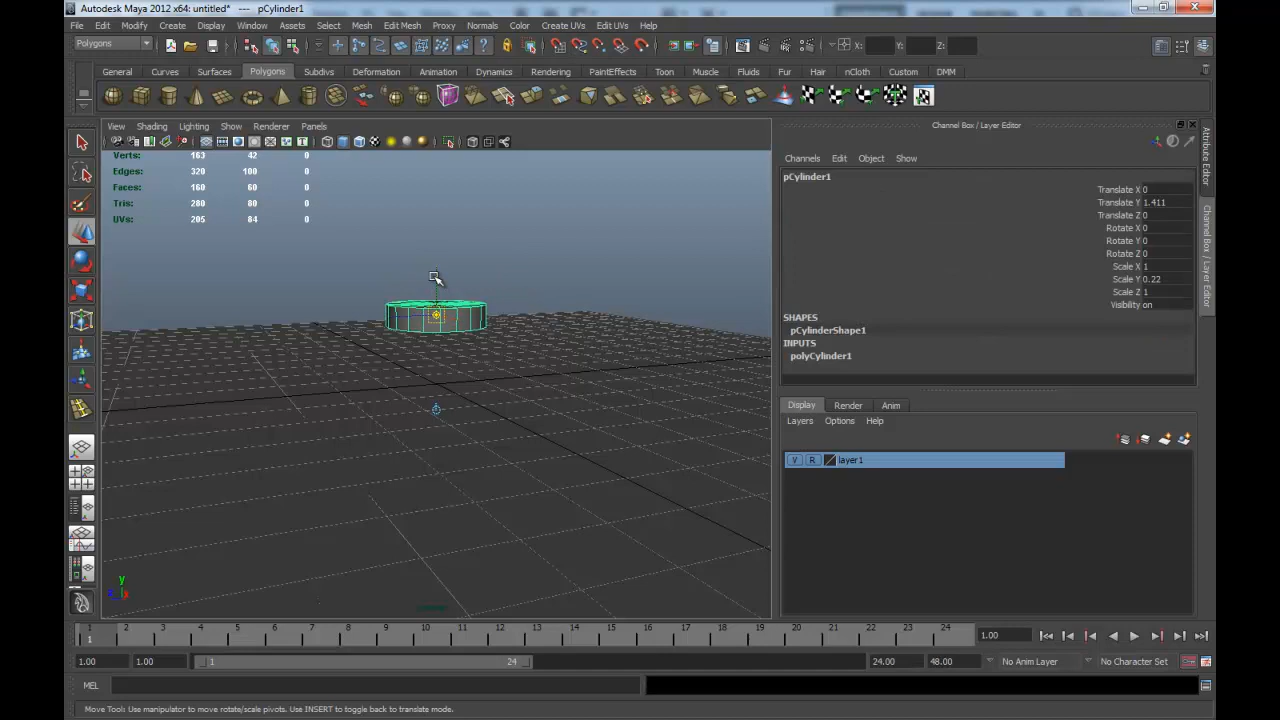 Autodesk Maya 2012 x64: untitled* --- pCylinder1
File Edit Modify Create Display Window Assets Select Mesh Edit Mesh Proxy Normals Color Create UVs Edit UVs Help
Polygons X: Y: Z:
General Curves Surfaces Polygons Subdivs Deformation Animation Dynamics Rendering PaintEffects Toon Muscle Fluids Fur Hair nCloth Custom DMM
View Shading Lighting Show Renderer Panels
Verts: 163 42 0
Edges: 320 100 0
Faces: 160 60 0
Tris: 280 80 0
UVs: 205 84 0
y
x
Channel Box / Layer Editor
Channels Edit Object Show
pCylinder1
Translate X 0
Translate Y 1.411
Translate Z 0
Rotate X 0
Rotate Y 0
Rotate Z 0
Scale X 1
Scale Y 0.22
Scale Z 1
Visibility on
SHAPES
pCylinderShape1
INPUTS
polyCylinder1
Display Render Anim
Layers Options Help
V R layer1
Attribute Editor
Channel Box / Layer Editor
1 2 3 4 5 6 7 8 9 10 11 12 13 14 15 16 17 18 19 20 21 22 23 24 1.00
1
1.00 1.00 1 24 24.00 48.00 No Anim Layer No Character Set
MEL
Move Tool: Use manipulator to move rotate/scale pivots. Use INSERT to toggle back to translate mode.